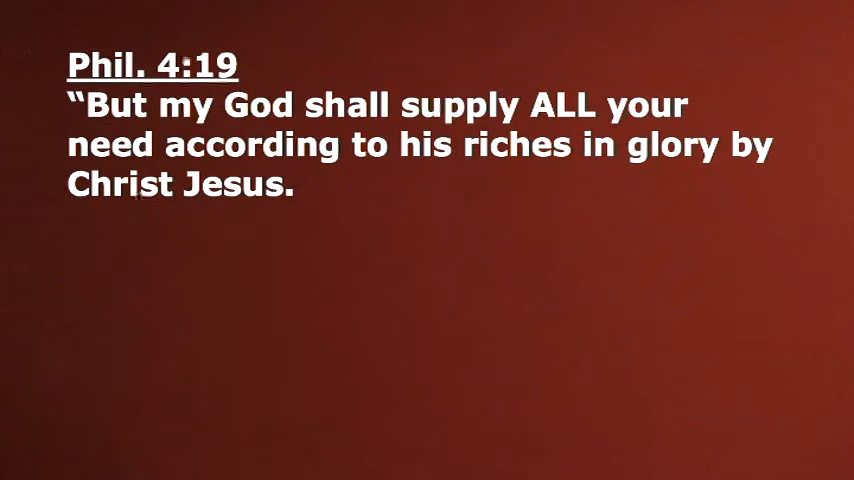 Phil. 4:19
“But my God shall supply ALL your
need according to his riches in glory by
Christ Jesus.